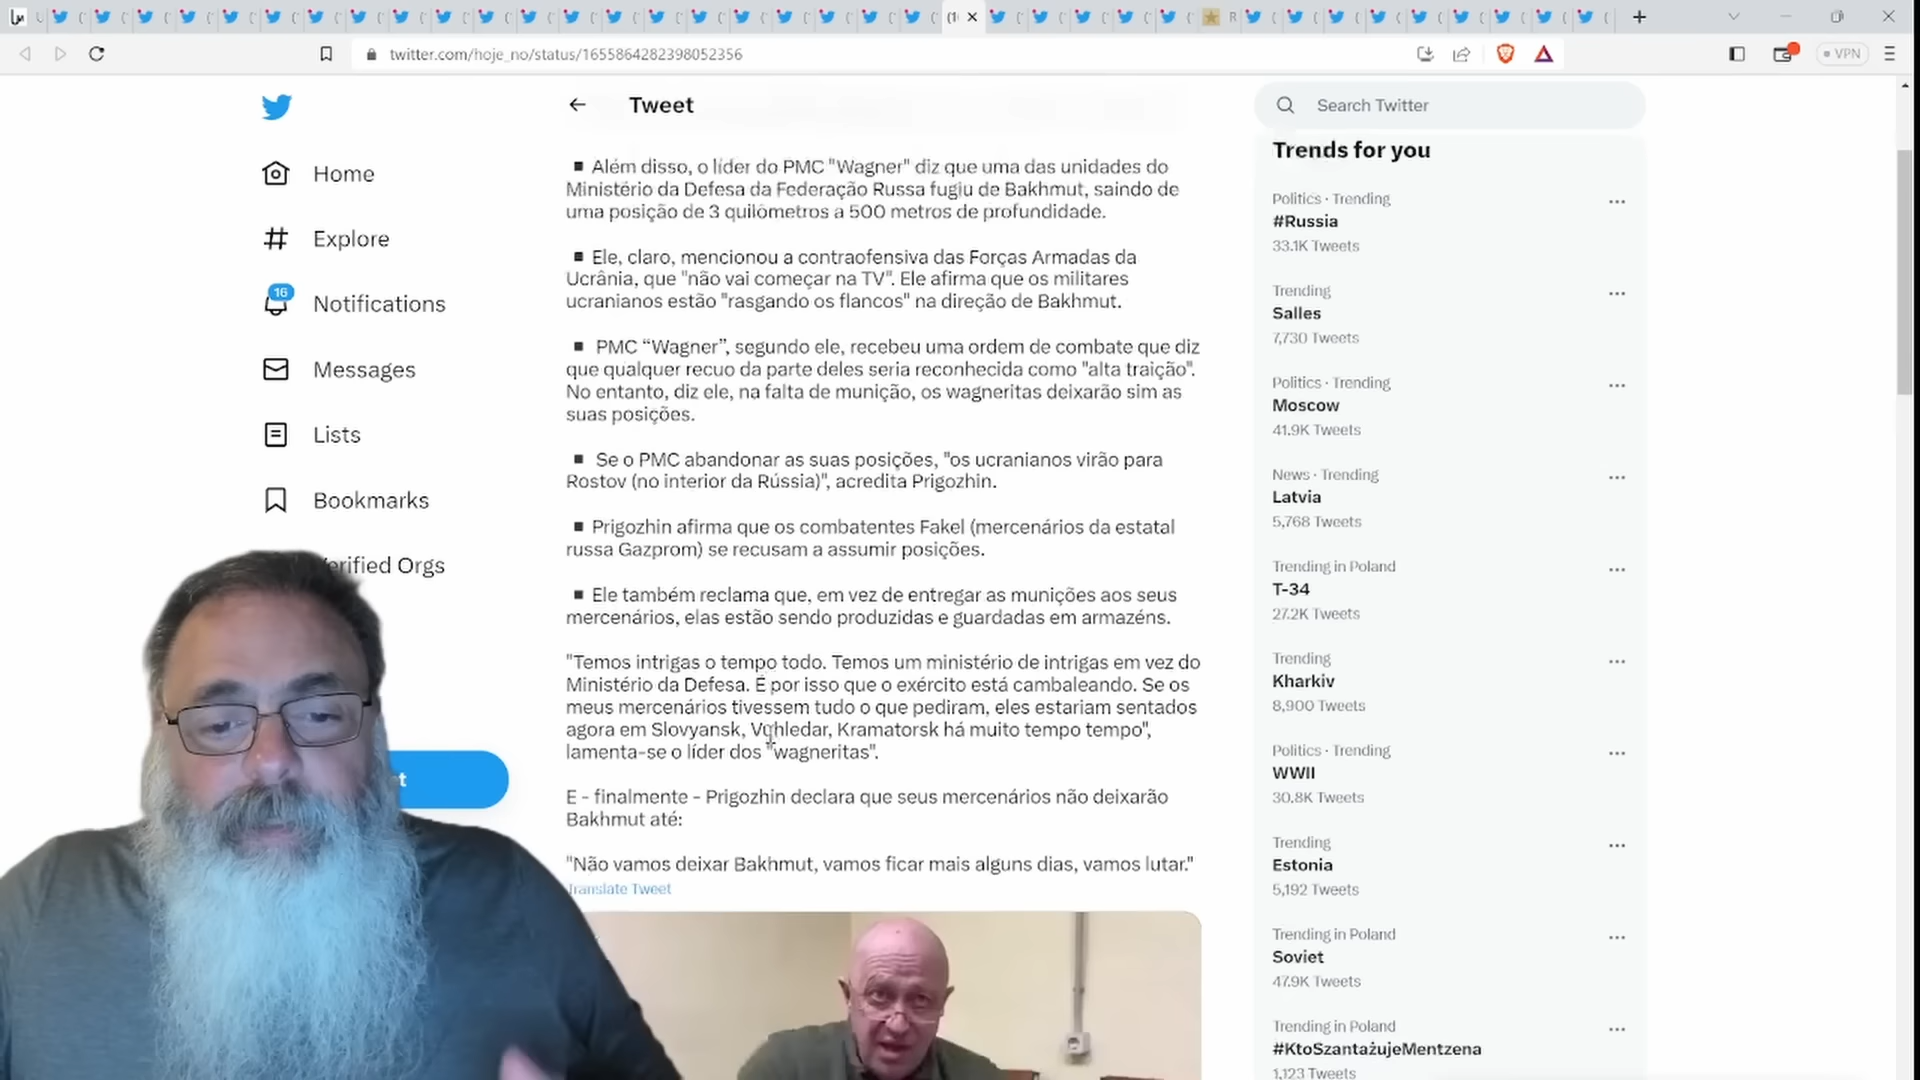 twitter.com/hoje_no/status/1655864282398052356
VPN
Home
Explore
16
Notifications
Messages
Lists
Bookmarks
erified Orgs
t
Tweet
▪ Além disso, o líder do PMC "Wagner" diz que uma das unidades do
Ministério da Defesa da Federação Russa fugiu de Bakhmut, saindo de
uma posição de 3 quilômetros a 500 metros de profundidade.
▪ Ele, claro, mencionou a contraofensiva das Forças Armadas da
Ucrânia, que "não vai começar na TV". Ele afirma que os militares
ucranianos estão "rasgando os flancos" na direção de Bakhmut.
▪ PMC “Wagner”, segundo ele, recebeu uma ordem de combate que diz
que qualquer recuo da parte deles seria reconhecida como "alta traição".
No entanto, diz ele, na falta de munição, os wagneritas deixarão sim as
suas posições.
▪ Se o PMC abandonar as suas posições, "os ucranianos virão para
Rostov (no interior da Rússia)", acredita Prigozhin.
▪ Prigozhin afirma que os combatentes Fakel (mercenários da estatal
russa Gazprom) se recusam a assumir posições.
▪ Ele também reclama que, em vez de entregar as munições aos seus
mercenários, elas estão sendo produzidas e guardadas em armazéns.
"Temos intrigas o tempo todo. Temos um ministério de intrigas em vez do
Ministério da Defesa. É por isso que o exército está cambaleando. Se os
meus mercenários tivessem tudo o que pediram, eles estariam sentados
agora em Slovyansk, Vuhledar, Kramatorsk há muito tempo tempo",
lamenta-se o líder dos "wagneritas".
E - finalmente - Prigozhin declara que seus mercenários não deixarão
Bakhmut até:
"Não vamos deixar Bakhmut, vamos ficar mais alguns dias, vamos lutar."
Translate Tweet
Search Twitter
Trends for you
Politics · Trending
#Russia
33.1K Tweets
Trending
Salles
7,730 Tweets
Politics · Trending
Moscow
41.9K Tweets
News · Trending
Latvia
5,768 Tweets
Trending in Poland
T-34
27.2K Tweets
Trending
Kharkiv
8,900 Tweets
Politics · Trending
WWII
30.8K Tweets
Trending
Estonia
5,192 Tweets
Trending in Poland
Soviet
47.9K Tweets
Trending in Poland
#KtoSzantażujeMentzena
1,123 Tweets